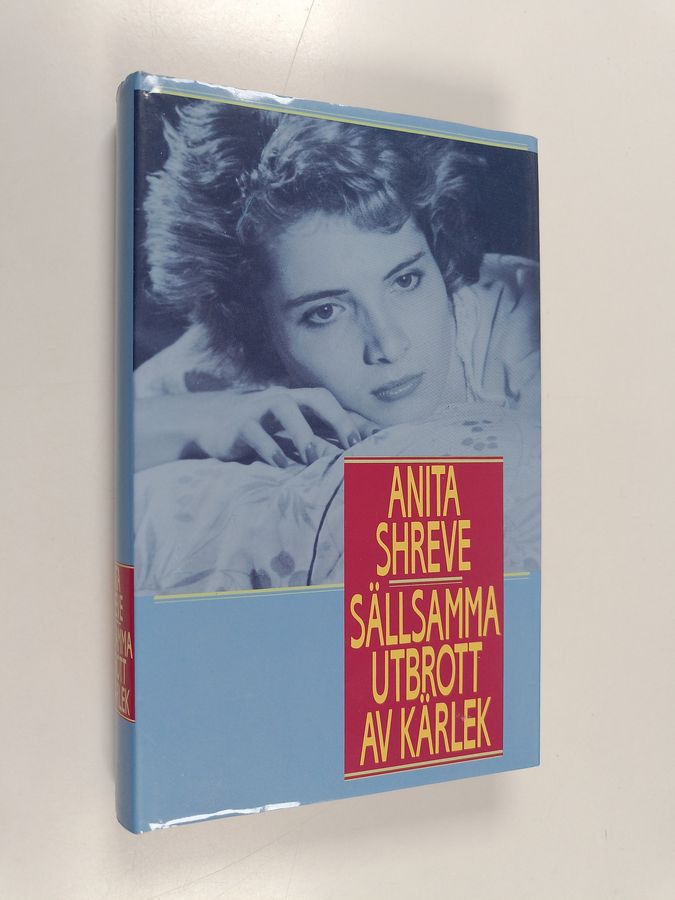 ANITA
SHREVE
SÄLLSAMMA
UTBROTT
AV KÄRLEK